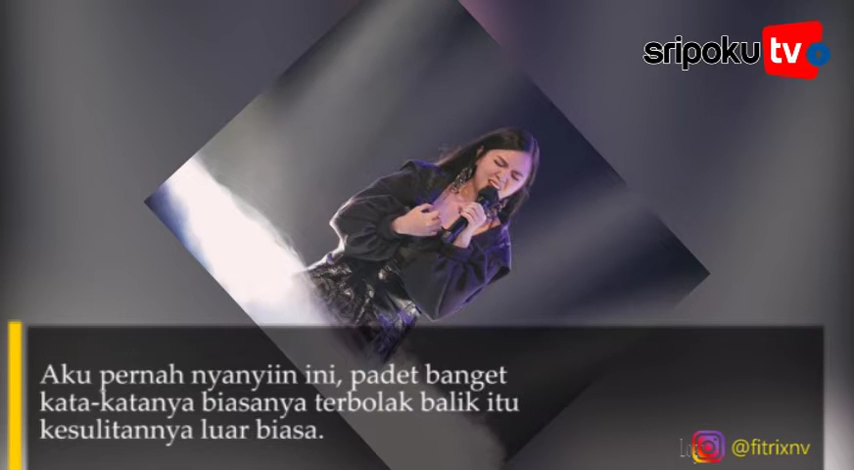 sripoku tv
Aku pernah nyanyiin ini, padet banget
kata-katanya biasanya terbolak balik itu
kesulitannya luar biasa.
@fitrixnv